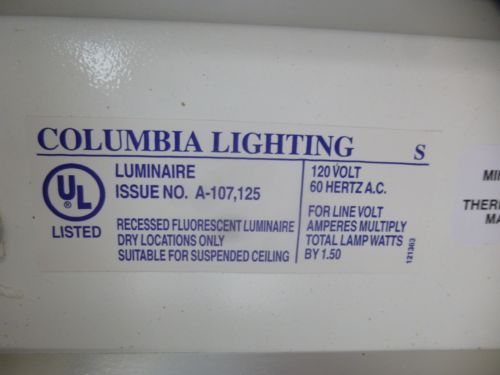 COLUMBIA LIGHTING S
UL
LISTED
LUMINAIRE
ISSUE NO. A-107,125
RECESSED FLUORESCENT LUMINAIRE
DRY LOCATIONS ONLY
SUITABLE FOR SUSPENDED CEILING
120 VOLT
60 HERTZ A.C.
FOR LINE VOLT
AMPERES MULTIPLY
TOTAL LAMP WATTS
BY 1.50
121303